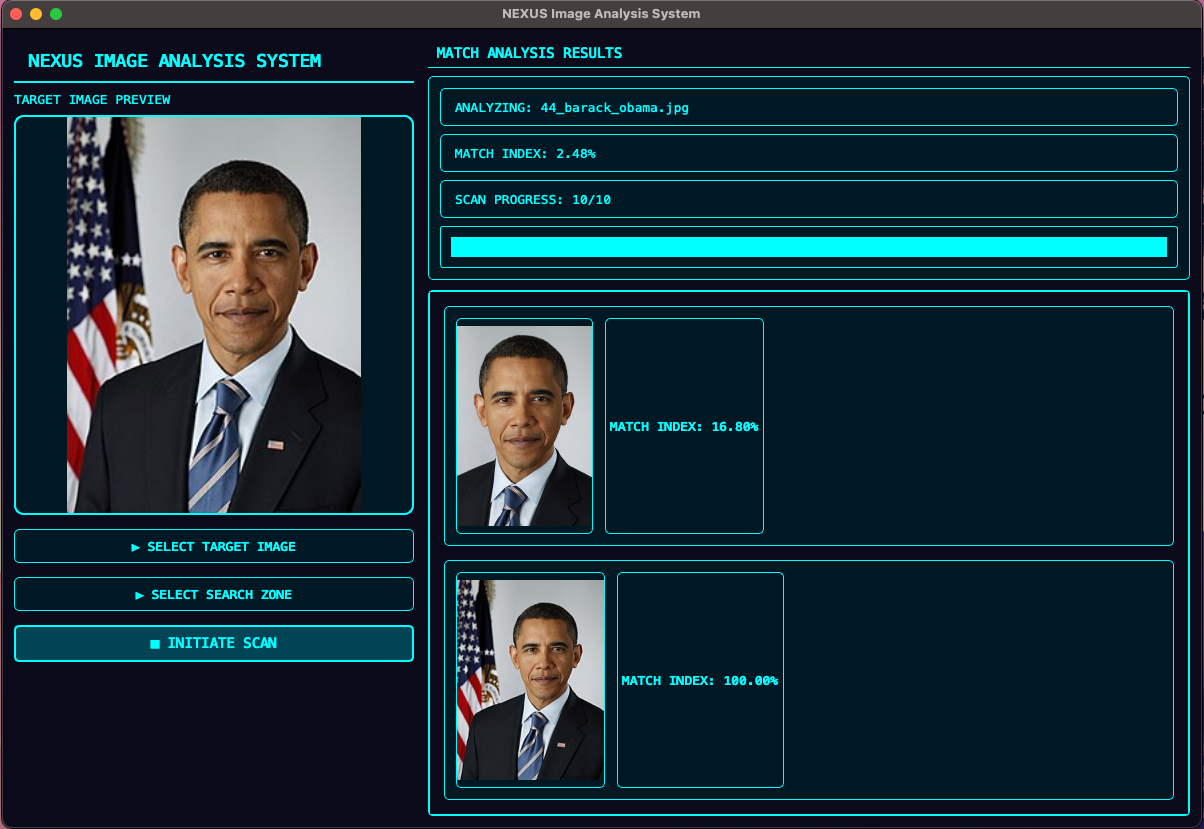 NEXUS Image Analysis System
NEXUS IMAGE ANALYSIS SYSTEM
TARGET IMAGE PREVIEW
▶ SELECT TARGET IMAGE
▶ SELECT SEARCH ZONE
■ INITIATE SCAN
MATCH ANALYSIS RESULTS
ANALYZING: 44_barack_obama.jpg
MATCH INDEX: 2.48%
SCAN PROGRESS: 10/10
MATCH INDEX: 16.80%
MATCH INDEX: 100.00%